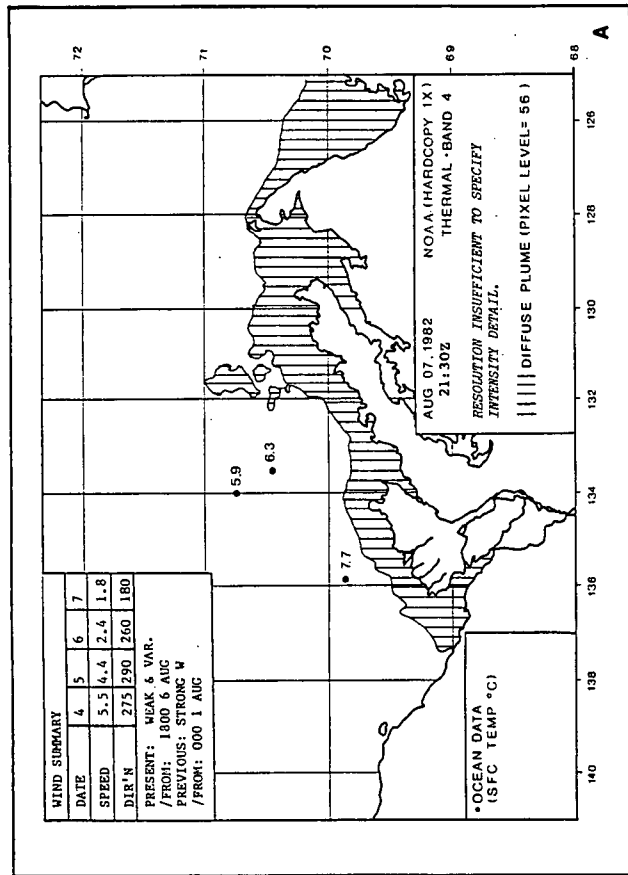 WIND SUMMARY
DATE 4 5 6 7
SPEED 5.5 4.4 2.4 1.8
DIR'N 275 290 260 180
PRESENT: WEAK & VAR.
/FROM: 1800 6 AUG
PREVIOUS: STRONG W
/FROM: 000 1 AUG
72
71
70
69
68
5.9
6.3
7.7
•OCEAN DATA
(SFC TEMP °C)
AUG 07,1982 NOAA (HARDCOPY 1X)
21:30Z THERMAL •BAND 4
RESOLUTION INSUFFICIENT TO SPECIFY
INTENSITY DETAIL.
DIFFUSE PLUME (PIXEL LEVEL= 56)
140 138 136 134 132 130 128 126
A